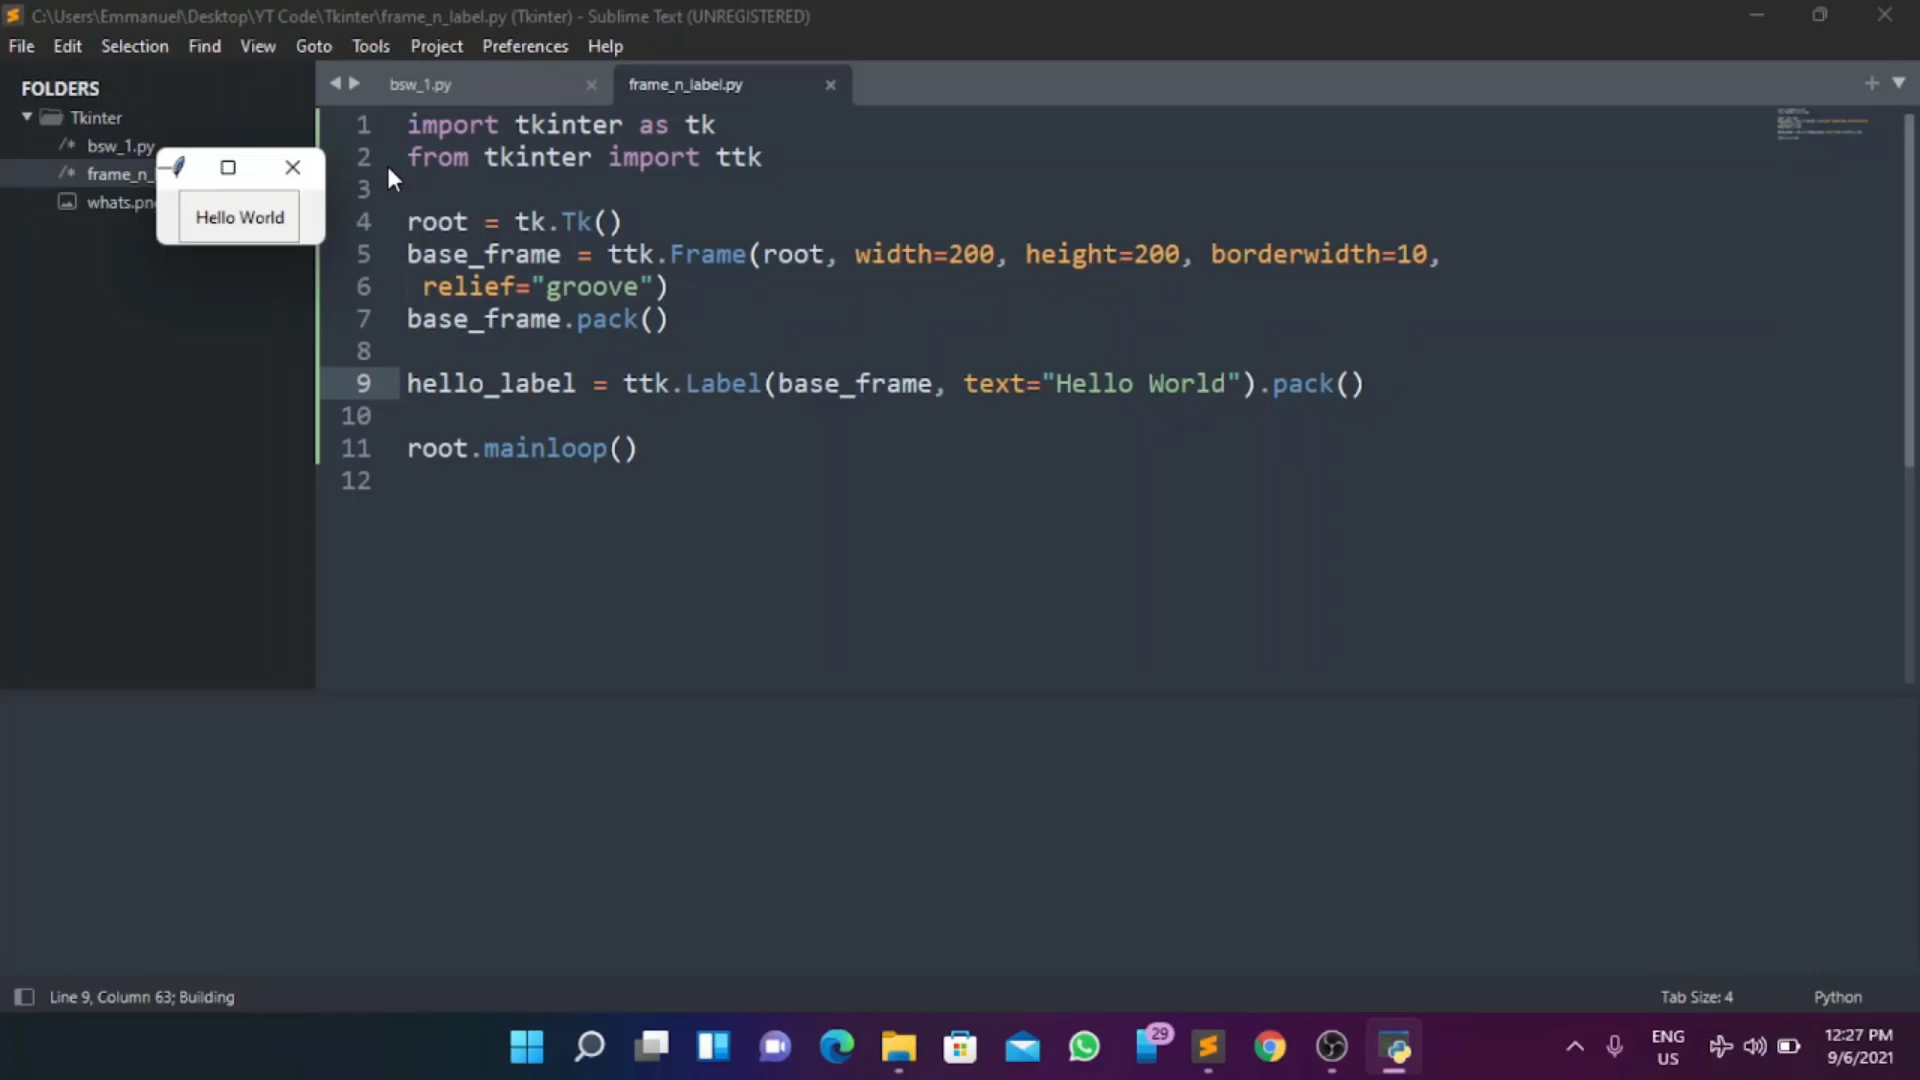 C:\Users\Emmanuel\Desktop\YT Code\Tkinter\frame_n_label.py (Tkinter) - Sublime Text (UNREGISTERED)
File Edit Selection Find View Goto Tools Project Preferences Help
FOLDERS
Tkinter
bsw_1.py
frame_n_
whats.pn
Hello World
bsw_1.py
frame_n_label.py
1 import tkinter as tk
2 from tkinter import ttk
3
4 root = tk.Tk()
5 base_frame = ttk.Frame(root, width=200, height=200, borderwidth=10,
6 relief="groove")
7 base_frame.pack()
8
9 hello_label = ttk.Label(base_frame, text="Hello World").pack()
10
11 root.mainloop()
12
Line 9, Column 63; Building
Tab Size: 4
Python
29
ENG
US
12:27 PM
9/6/2021